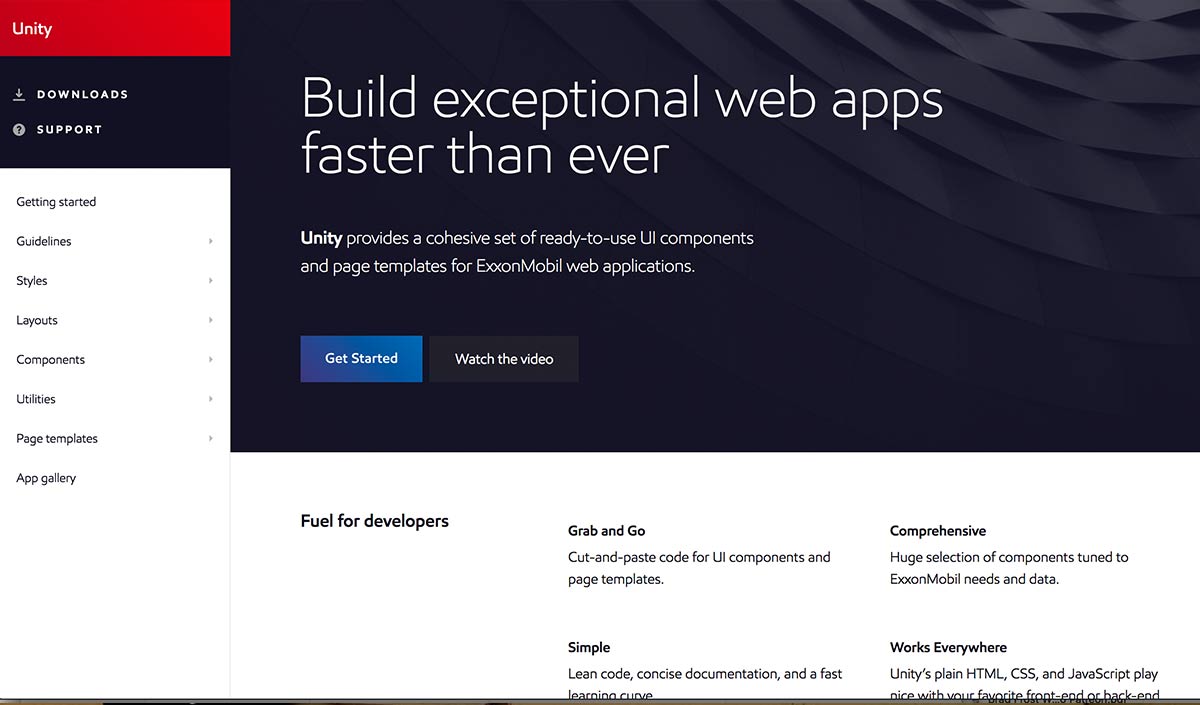 Unity
DOWNLOADS
SUPPORT
Getting started
Guidelines
Styles
Layouts
Components
Utilities
Page templates
App gallery
Build exceptional web apps
faster than ever
Unity provides a cohesive set of ready-to-use UI components
and page templates for ExxonMobil web applications.
Get Started
Watch the video
Fuel for developers
Grab and Go
Cut-and-paste code for UI components and
page templates.
Comprehensive
Huge selection of components tuned to
ExxonMobil needs and data.
Simple
Lean code, concise documentation, and a fast
learning curve.
Works Everywhere
Unity's plain HTML, CSS, and JavaScript play
nice with your favorite front-end or back-end